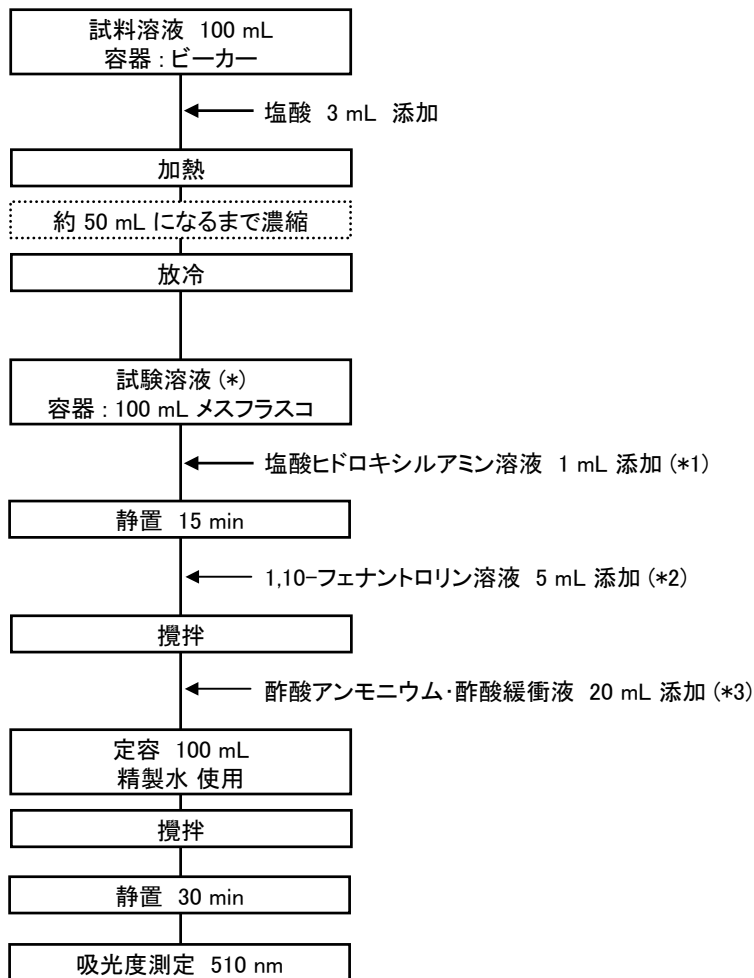 試料溶液 100 mL
容器 : ビーカー
塩酸 3 mL 添加
加熱
約 50 mL になるまで濃縮
放冷
試験溶液 (*)
容器 : 100 mL メスフラスコ
塩酸ヒドロキシルアミン溶液 1 mL 添加 (*1)
静置 15 min
1,10-フェナントロリン溶液 5 mL 添加 (*2)
攪拌
酢酸アンモニウム・酢酸緩衝液 20 mL 添加 (*3)
定容 100 mL
精製水 使用
攪拌
静置 30 min
吸光度測定 510 nm